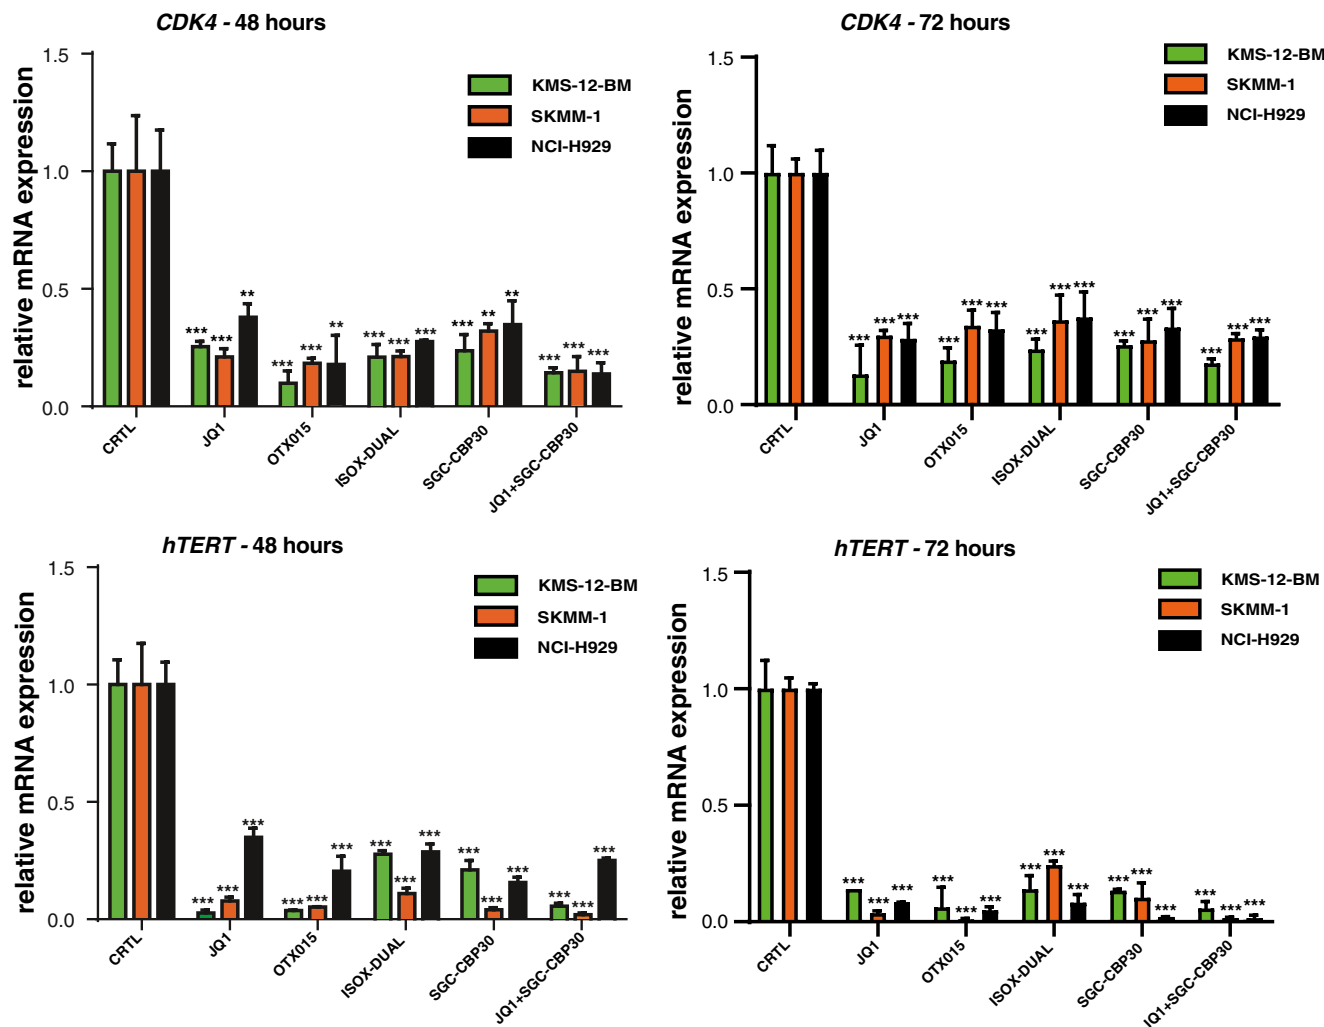 CDK4 - 48 hours
relative mRNA expression
1.5
1.0
0.5
0.0
KMS-12-BM
SKMM-1
NCI-H929
*** *** **
*** *** **
*** *** ***
*** ** **
*** *** ***
CRTL
JQ1
OTX015
ISOX-DUAL
SGC-CBP30
JQ1+SGC-CBP30
CDK4 - 72 hours
relative mRNA expression
1.5
1.0
0.5
0.0
KMS-12-BM
SKMM-1
NCI-H929
*** *** ***
*** *** ***
*** *** ***
*** *** ***
*** *** ***
CRTL
JQ1
OTX015
ISOX-DUAL
SGC-CBP30
JQ1+SGC-CBP30
hTERT - 48 hours
relative mRNA expression
1.5
1.0
0.5
0.0
KMS-12-BM
SKMM-1
NCI-H929
*** *** ***
*** *** ***
*** *** ***
*** *** ***
*** *** ***
CRTL
JQ1
OTX015
ISOX-DUAL
SGC-CBP30
JQ1+SGC-CBP30
hTERT - 72 hours
relative mRNA expression
1.5
1.0
0.5
0.0
KMS-12-BM
SKMM-1
NCI-H929
*** *** ***
*** *** ***
*** *** ***
*** *** ***
*** *** ***
CRTL
JQ1
OTX015
ISOX-DUAL
SGC-CBP30
IQ1+SGC-CBP30